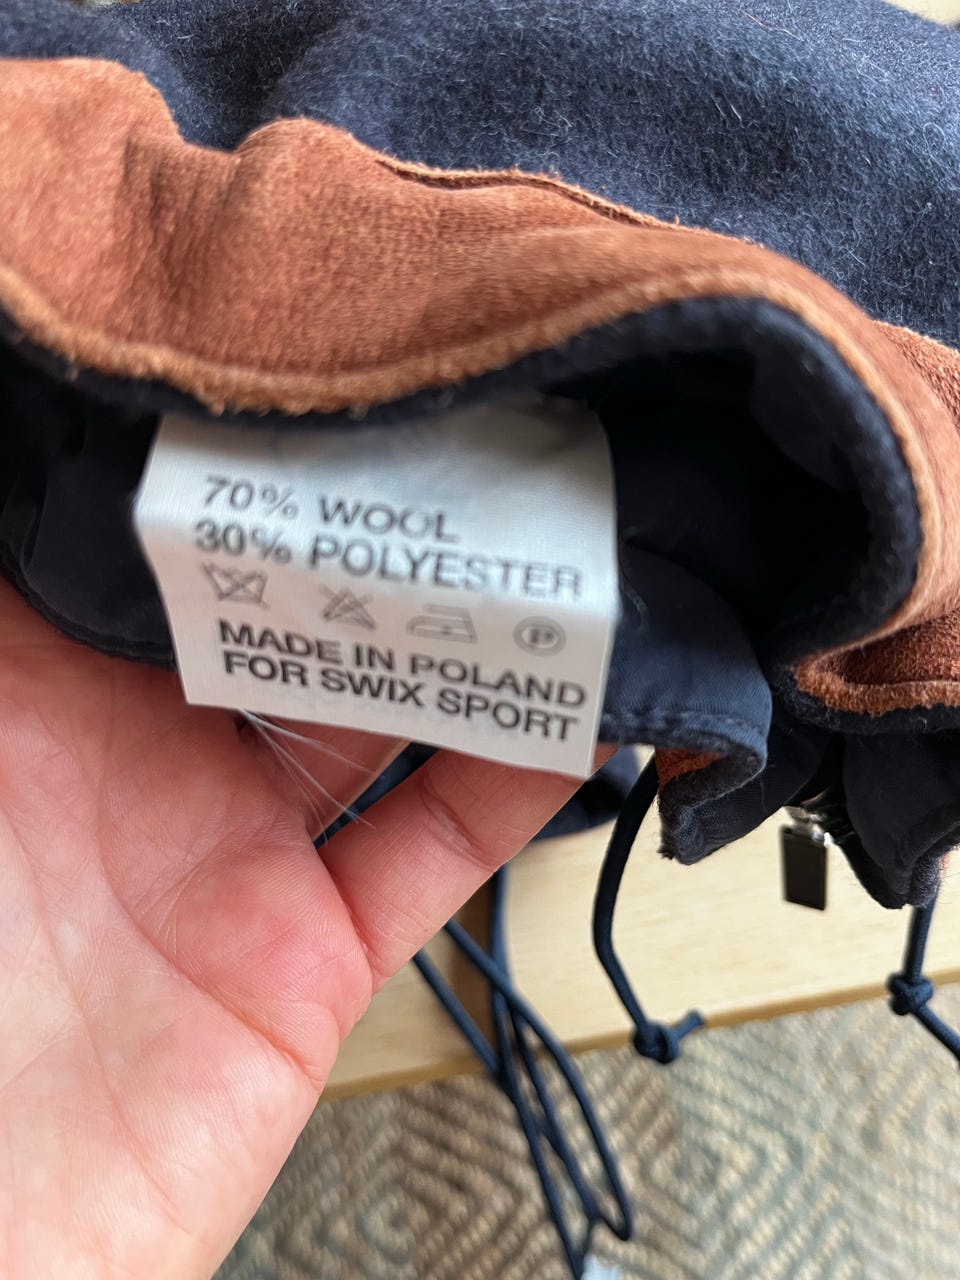 70% WOOL
30% POLYESTER
P
MADE IN POLAND
FOR SWIX SPORT